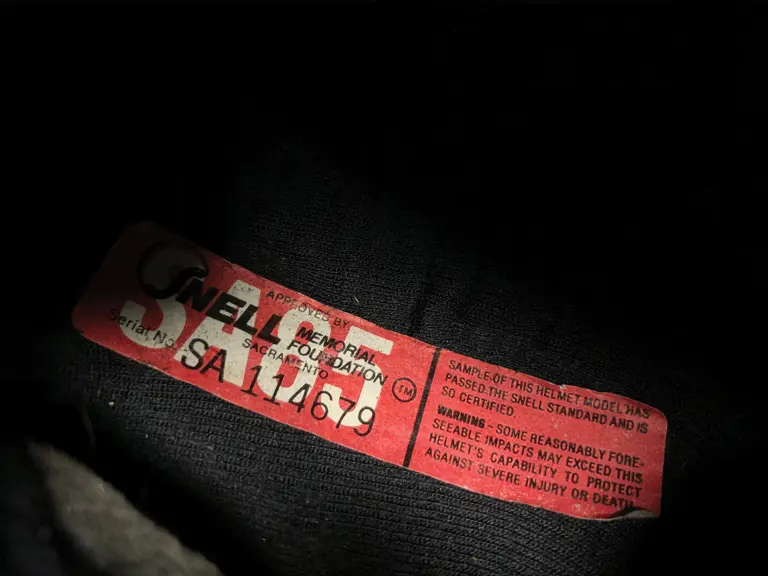 SA85
APPROVED BY
SNELL MEMORIAL
FOUNDATION
SACRAMENTO
TM
Serial No. SA 114679
SAMPLE OF THIS HELMET MODEL HAS
PASSED THE SNELL STANDARD AND IS
SO CERTIFIED.
WARNING - SOME REASONABLY FORE-
SEEABLE IMPACTS MAY EXCEED THIS
HELMET'S CAPABILITY TO PROTECT
AGAINST SEVERE INJURY OR DEATH